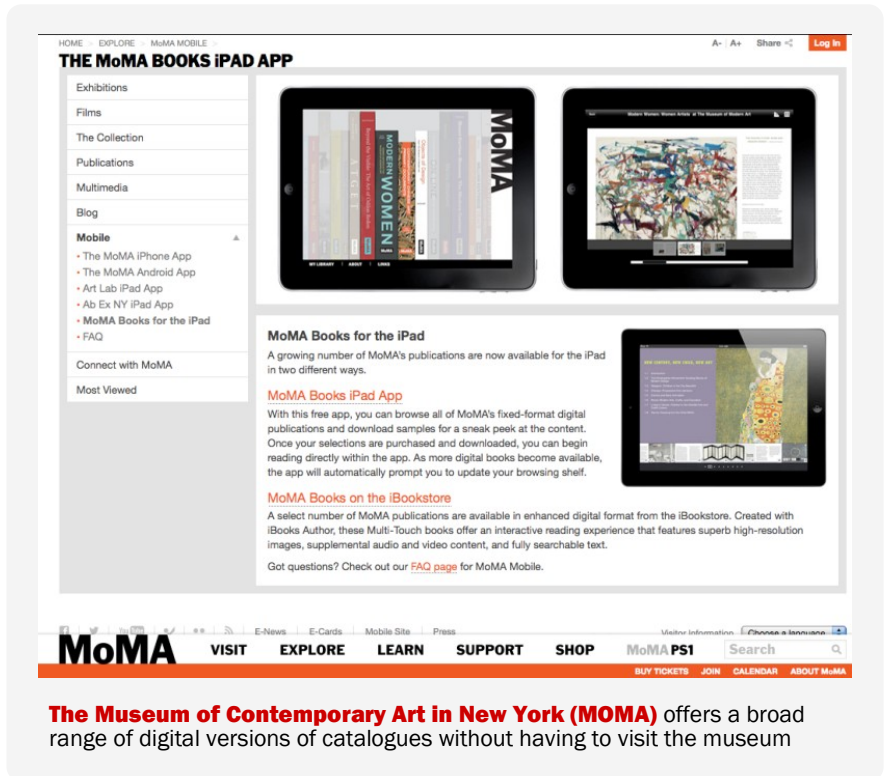 HOME > EXPLORE > MoMA MOBILE >
A- | A+ Share Log In
THE MoMA BOOKS iPAD APP
Exhibitions
Films
The Collection
Publications
Multimedia
Blog
Mobile
• The MoMA iPhone App
• The MoMA Android App
• Art Lab iPad App
• Ab Ex NY iPad App
• MoMA Books for the iPad
• FAQ
Connect with MoMA
Most Viewed
ATGET
MODERN WOMEN
Objects of Design
MoMA
MY LIBRARY | ABOUT | LINKS
Modern Women: Women Artists at The Museum of Modern Art
MoMA Books for the iPad
A growing number of MoMA's publications are now available for the iPad
in two different ways.
MoMA Books iPad App
With this free app, you can browse all of MoMA's fixed-format digital
publications and download samples for a sneak peek at the content.
Once your selections are purchased and downloaded, you can begin
reading directly within the app. As more digital books become available,
the app will automatically prompt you to update your browsing shelf.
MoMA Books on the iBookstore
A select number of MoMA publications are available in enhanced digital format from the iBookstore. Created with
iBooks Author, these Multi-Touch books offer an interactive reading experience that features superb high-resolution
images, supplemental audio and video content, and fully searchable text.
Got questions? Check out our FAQ page for MoMA Mobile.
E-News E-Cards Mobile Site Press Visitor Information Choose a language
MoMA VISIT EXPLORE LEARN SUPPORT SHOP MoMA PS1 Search
BUY TICKETS JOIN CALENDAR ABOUT MoMA
The Museum of Contemporary Art in New York (MOMA) offers a broad
range of digital versions of catalogues without having to visit the museum